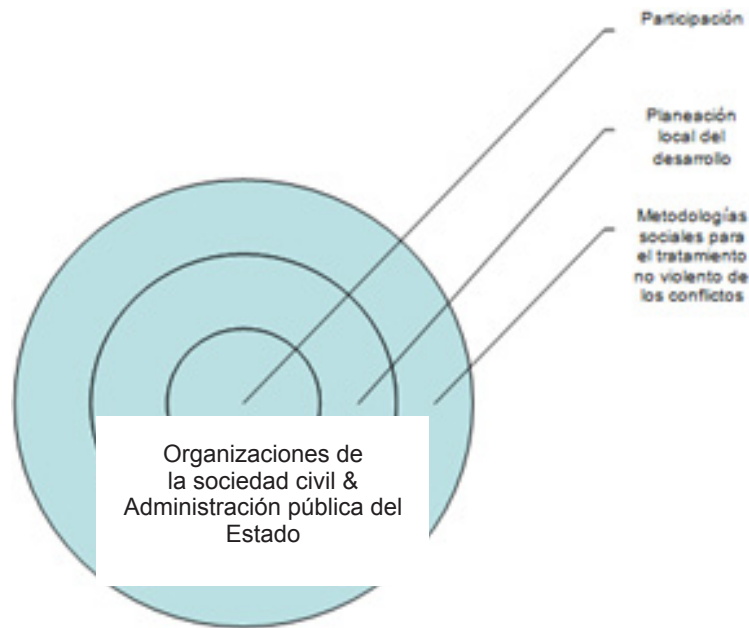 Participación
Planeación
local del
desarrollo
Metodologías
sociales para
el tratamiento
no violento de
los conflictos
Organizaciones de
la sociedad civil &
Administración pública del
Estado